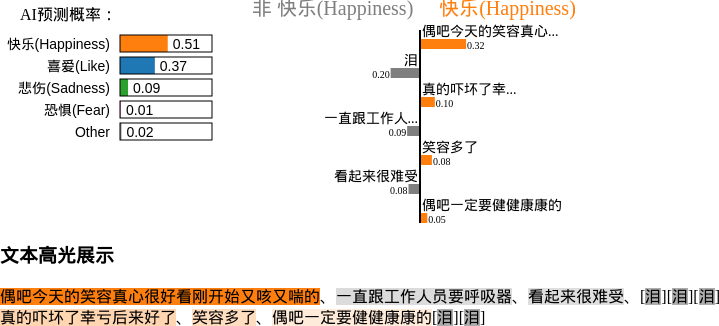 AI预测概率：
快乐(Happiness) 0.51
喜爱(Like) 0.37
悲伤(Sadness) 0.09
恐惧(Fear) 0.01
Other 0.02
非 快乐(Happiness) 快乐(Happiness)
偶吧今天的笑容真心...
0.32
泪
0.20
真的吓坏了幸...
0.10
一直跟工作人...
0.09
笑容多了
0.08
看起来很难受
0.08
偶吧一定要健健康康的
0.05
文本高光展示
偶吧今天的笑容真心很好看刚开始又咳又喘的、一直跟工作人员要呼吸器、看起来很难受、[泪][泪][泪]
真的吓坏了幸亏后来好了、笑容多了、偶吧一定要健健康康的[泪][泪]